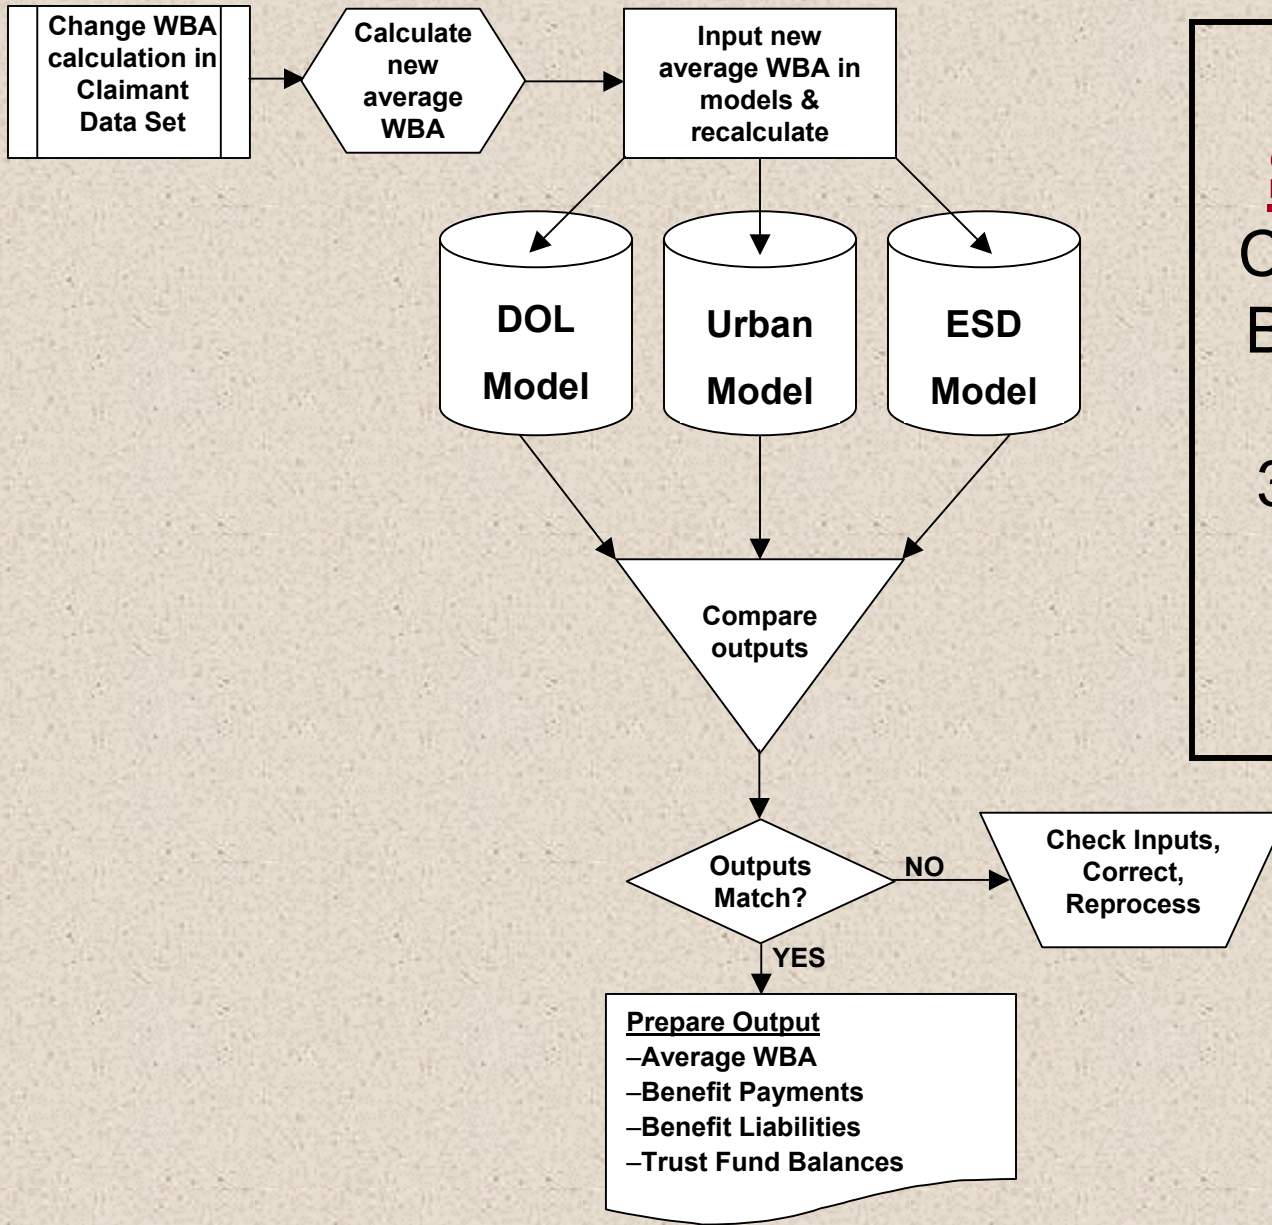 Change WBA
calculation in
Claimant
Data Set
Calculate
new
average
WBA
Input new
average WBA in
models &
recalculate
DOL
Model
Urban
Model
ESD
Model
Compare
outputs
Outputs
Match?
NO
Check Inputs,
Correct,
Reprocess
YES
Prepare Output
–Average WBA
–Benefit Payments
–Benefit Liabilities
–Trust Fund Balances